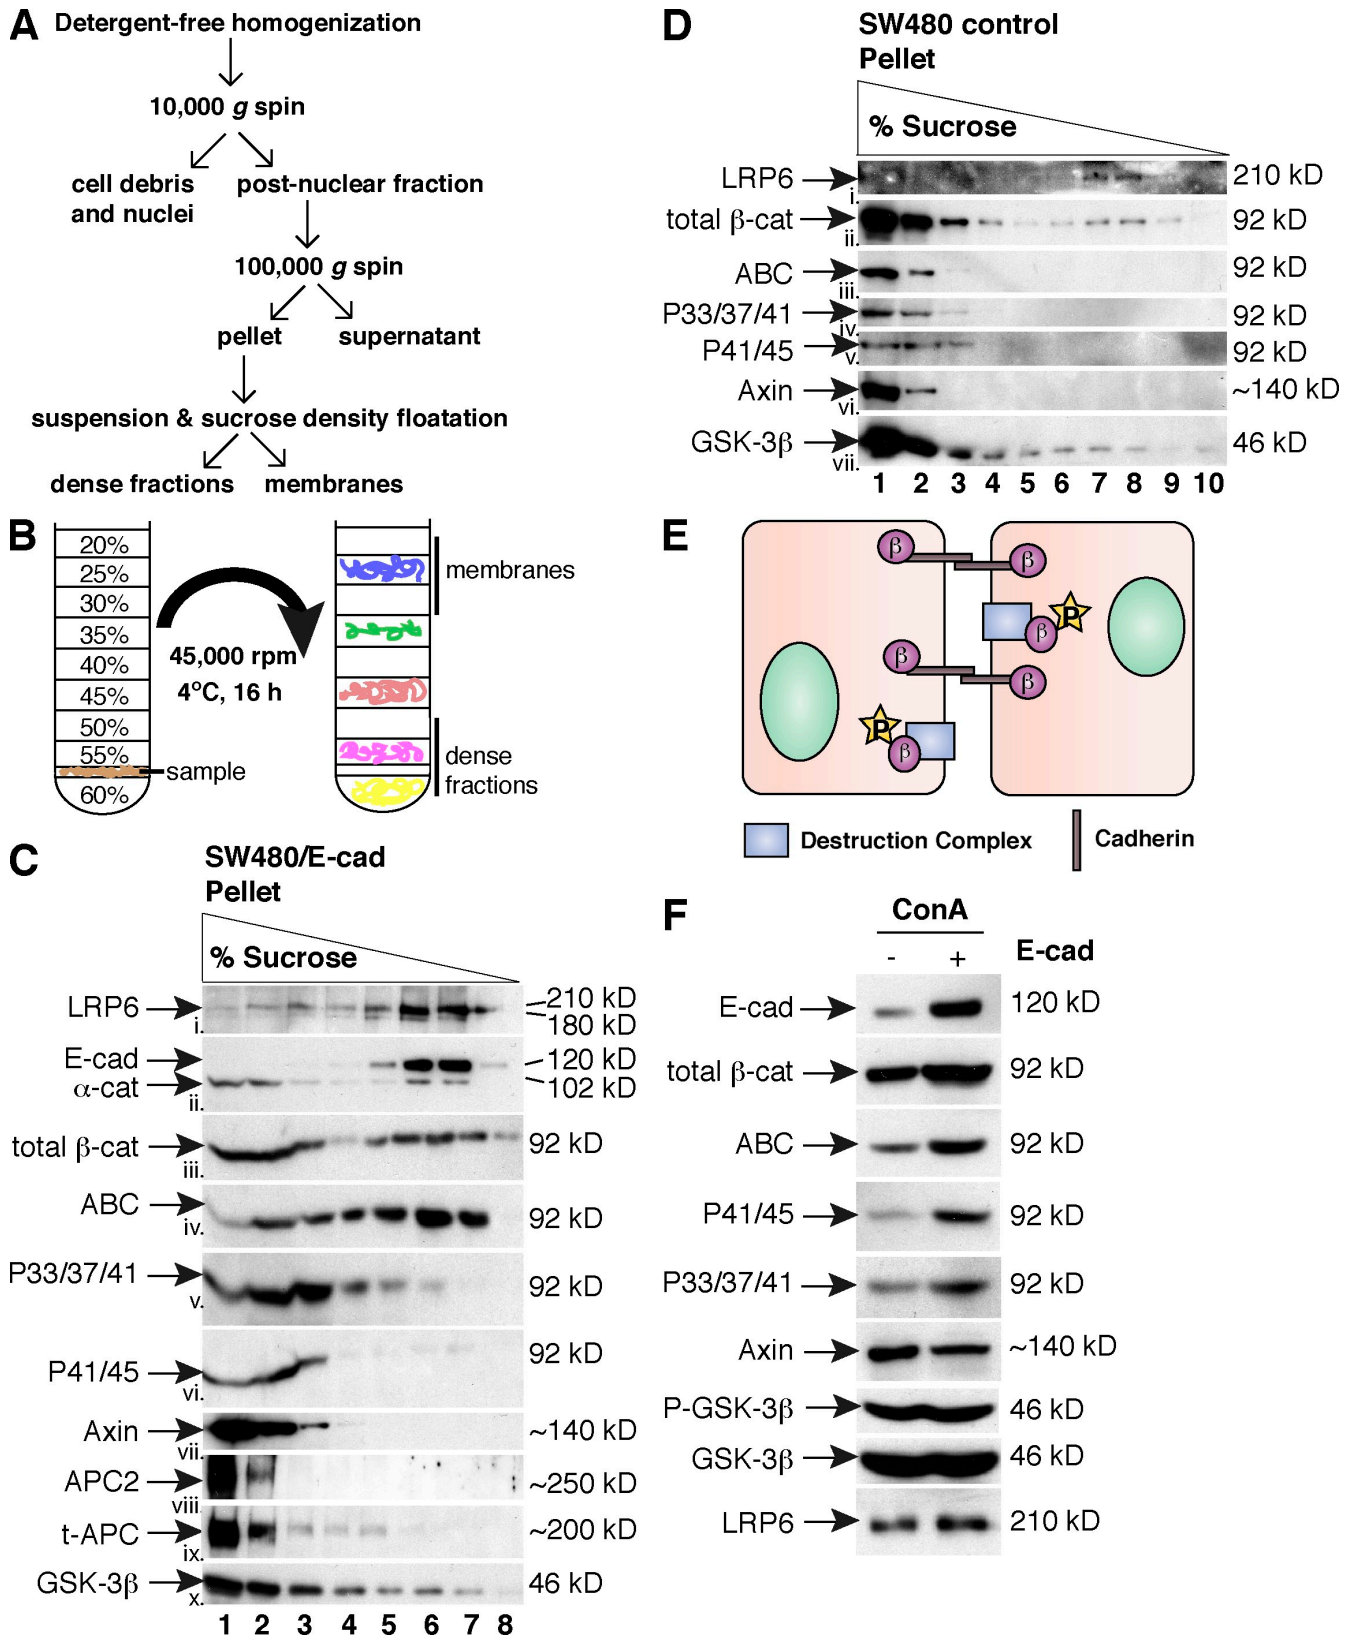 A
Detergent-free homogenization
10,000 g spin
cell debris
and nuclei
post-nuclear fraction
100,000 g spin
pellet
supernatant
suspension & sucrose density floatation
dense fractions
membranes
B
20%
25%
30%
35%
40%
45%
50%
55%
60%
sample
45,000 rpm
4°C, 16 h
membranes
dense
fractions
C
SW480/E-cad
Pellet
% Sucrose
LRP6
i.
210 kD
180 kD
E-cad
α-cat
ii.
120 kD
102 kD
total β-cat
iii.
92 kD
ABC
iv.
92 kD
P33/37/41
v.
92 kD
P41/45
vi.
92 kD
Axin
vii.
~140 kD
APC2
viii.
~250 kD
t-APC
ix.
~200 kD
GSK-3β
x.
46 kD
1 2 3 4 5 6 7 8
D
SW480 control
Pellet
% Sucrose
LRP6
i.
210 kD
total β-cat
ii.
92 kD
ABC
iii.
92 kD
P33/37/41
iv.
92 kD
P41/45
v.
92 kD
Axin
vi.
~140 kD
GSK-3β
vii.
46 kD
1 2 3 4 5 6 7 8 9 10
E
β
β
β
P
β
β
P
β
Destruction Complex
Cadherin
F
ConA
- + E-cad
E-cad
120 kD
total β-cat
92 kD
ABC
92 kD
P41/45
92 kD
P33/37/41
92 kD
Axin
~140 kD
P-GSK-3β
46 kD
GSK-3β
46 kD
LRP6
210 kD